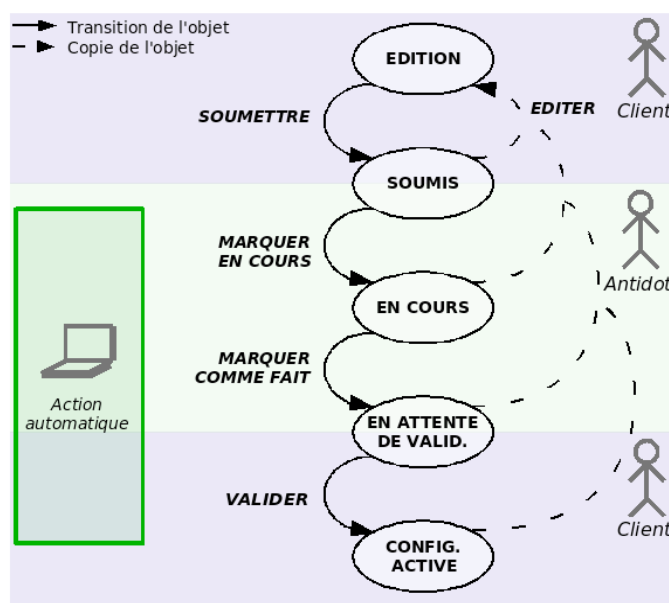 Transition de l'objet
Copie de l'objet
EDITION
Client
EDITER
SOUMETTRE
SOUMIS
MARQUER
EN COURS
Antidot
EN COURS
MARQUER
COMME FAIT
Action
automatique
EN ATTENTE
DE VALID.
VALIDER
Client
CONFIG.
ACTIVE